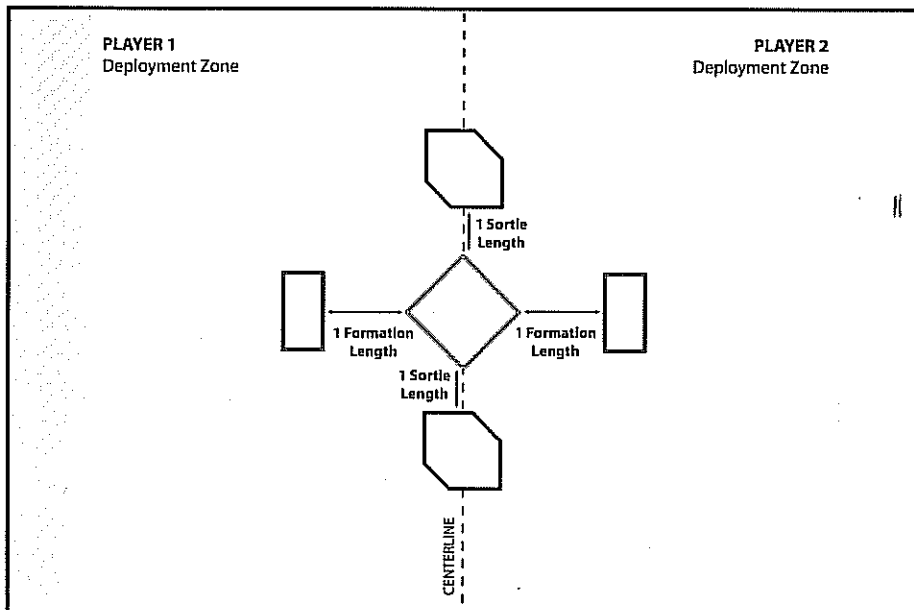 PLAYER 1
Deployment Zone
PLAYER 2
Deployment Zone
1 Sortie
Length
1 Formation
Length
1 Formation
Length
1 Sortie
Length
CENTERLINE